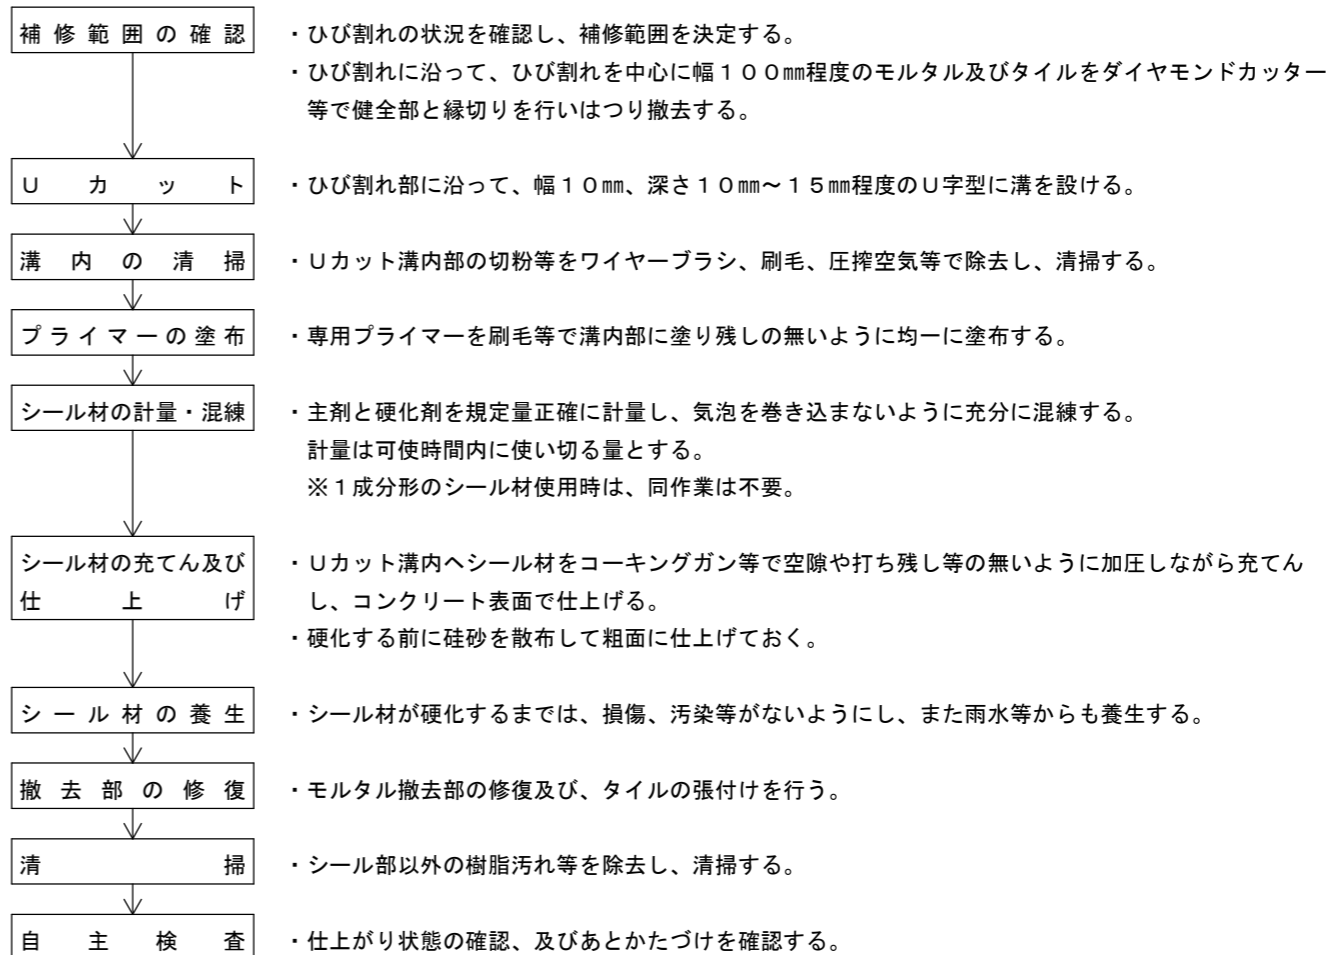 補修範囲の確認
・ひび割れの状況を確認し、補修範囲を決定する。
・ひび割れに沿って、ひび割れを中心に幅１００㎜程度のモルタル及びタイルをダイヤモンドカッター
等で健全部と縁切りを行いはつり撤去する。
Ｕカット
・ひび割れ部に沿って、幅１０㎜、深さ１０㎜～１５㎜程度のＵ字型に溝を設ける。
溝内の清掃
・Ｕカット溝内部の切粉等をワイヤーブラシ、刷毛、圧搾空気等で除去し、清掃する。
プライマーの塗布
・専用プライマーを刷毛等で溝内部に塗り残しの無いように均一に塗布する。
シール材の計量・混練
・主剤と硬化剤を規定量正確に計量し、気泡を巻き込まないように充分に混練する。
計量は可使時間内に使い切る量とする。
※１成分形のシール材使用時は、同作業は不要。
シール材の充てん及び
仕上げ
・Ｕカット溝内へシール材をコーキングガン等で空隙や打ち残し等の無いように加圧しながら充てん
し、コンクリート表面で仕上げる。
・硬化する前に硅砂を散布して粗面に仕上げておく。
シール材の養生
・シール材が硬化するまでは、損傷、汚染等がないようにし、また雨水等からも養生する。
撤去部の修復
・モルタル撤去部の修復及び、タイルの張付けを行う。
清掃
・シール部以外の樹脂汚れ等を除去し、清掃する。
自主検査
・仕上がり状態の確認、及びあとかたづけを確認する。